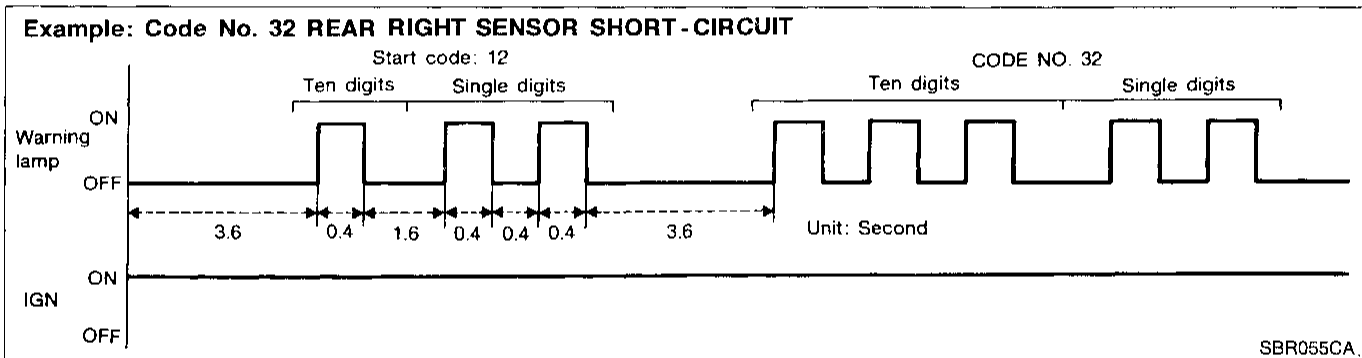 Example: Code No. 32 REAR RIGHT SENSOR SHORT-CIRCUIT
Start code: 12
CODE NO. 32
Ten digits
Single digits
Ten digits
Single digits
ON
Warning
lamp
OFF
3.6
0.4
1.6
0.4
0.4
0.4
3.6
Unit: Second
ON
IGN
OFF
SBR055CA